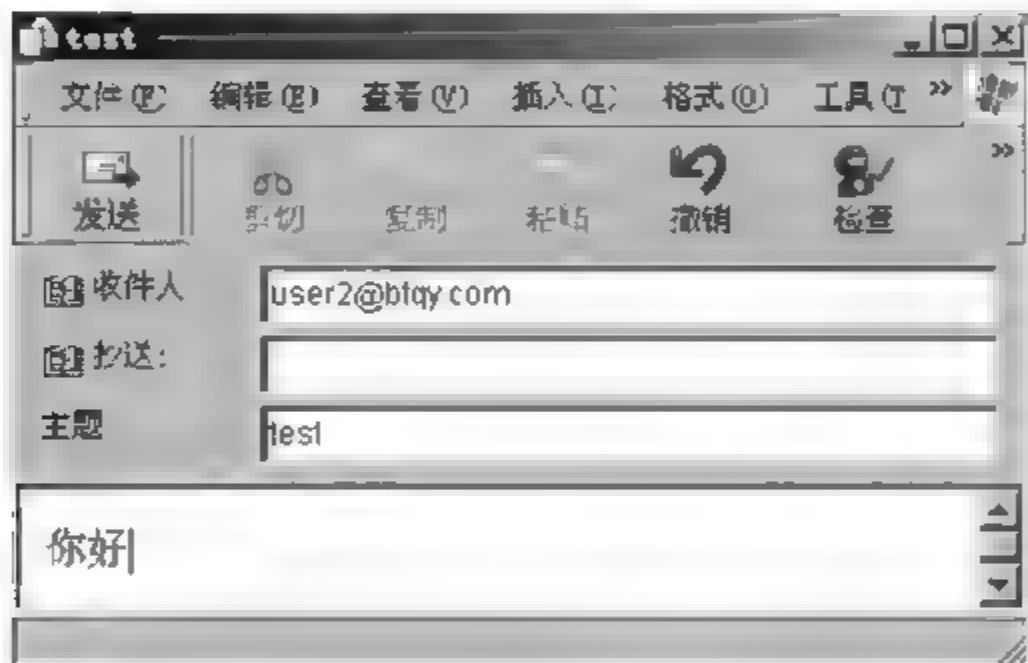 test
文件(F) 编辑(E) 查看(V) 插入(I) 格式(O) 工具(T »
发送 剪切 复制 粘贴 撤销 检查 »
收件人 user2@btqy.com
抄送:
主题 test
你好